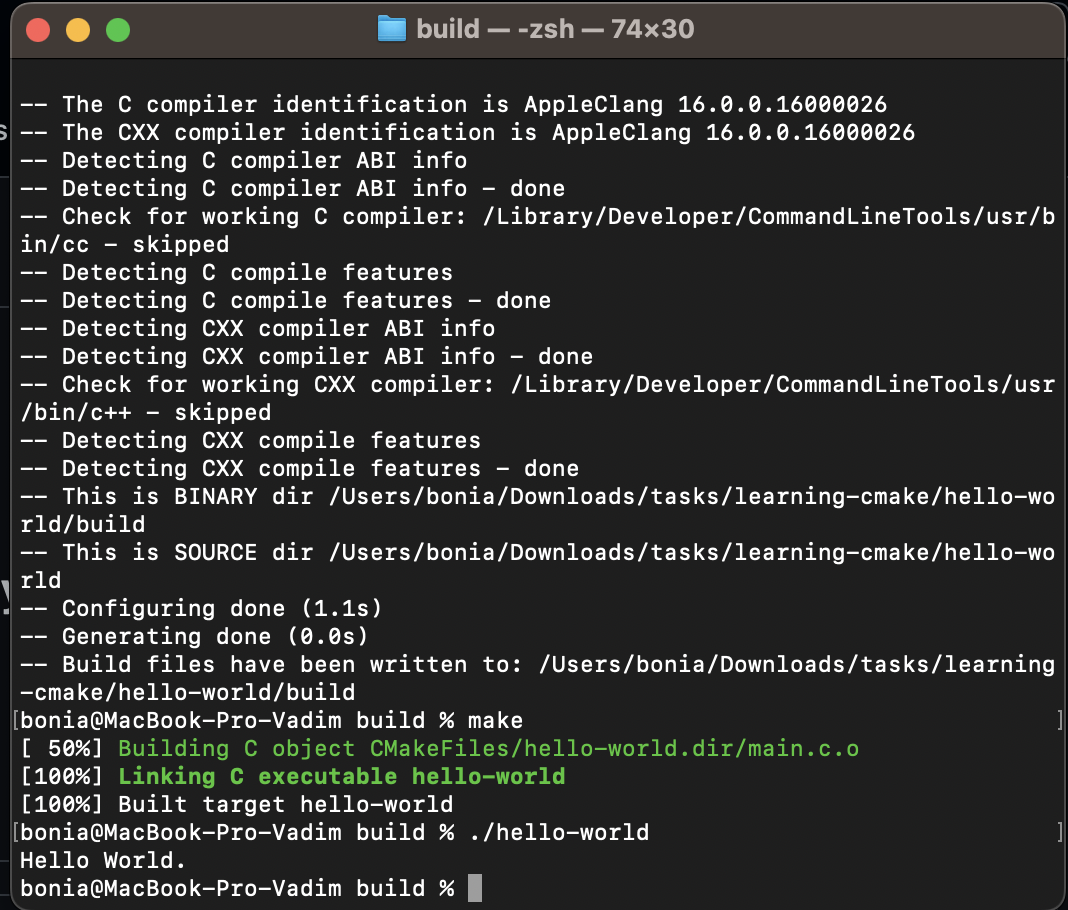 build — -zsh — 74×30
-- The C compiler identification is AppleClang 16.0.0.16000026
-- The CXX compiler identification is AppleClang 16.0.0.16000026
-- Detecting C compiler ABI info
-- Detecting C compiler ABI info - done
-- Check for working C compiler: /Library/Developer/CommandLineTools/usr/b
in/cc - skipped
-- Detecting C compile features
-- Detecting C compile features - done
-- Detecting CXX compiler ABI info
-- Detecting CXX compiler ABI info - done
-- Check for working CXX compiler: /Library/Developer/CommandLineTools/usr
/bin/c++ - skipped
-- Detecting CXX compile features
-- Detecting CXX compile features - done
-- This is BINARY dir /Users/bonia/Downloads/tasks/learning-cmake/hello-wo
rld/build
-- This is SOURCE dir /Users/bonia/Downloads/tasks/learning-cmake/hello-wo
rld
-- Configuring done (1.1s)
-- Generating done (0.0s)
-- Build files have been written to: /Users/bonia/Downloads/tasks/learning
-cmake/hello-world/build
[bonia@MacBook-Pro-Vadim build % make ]
[ 50%] Building C object CMakeFiles/hello-world.dir/main.c.o
[100%] Linking C executable hello-world
[100%] Built target hello-world
[bonia@MacBook-Pro-Vadim build % ./hello-world ]
Hello World.
bonia@MacBook-Pro-Vadim build %